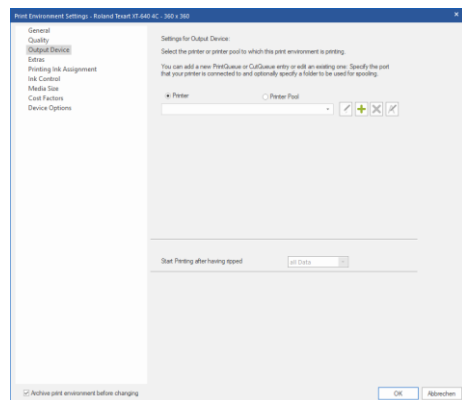 Print Environment Settings - Roland Texart XT-640 4C - 360 x 360
General
Quality
Output Device
Extras
Printing Ink Assignment
Ink Control
Media Size
Cost Factors
Device Options
Settings for Output Device:
Select the printer or printer pool to which this print environment is printing.
You can add a new PrintQueue or CutQueue entry or edit an existing one: Specify the port
that your printer is connected to and optionally specify a folder to be used for spooling.
Printer
Printer Pool
Start Printing after having ripped
all Data
Archive print environment before changing
OK
Abbrechen